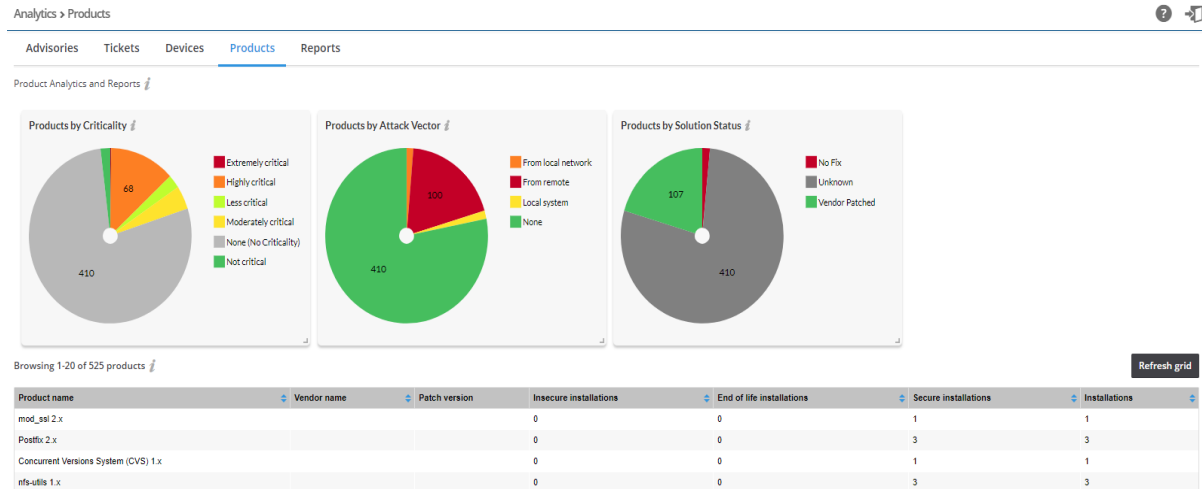 Analytics > Products
Advisories Tickets Devices Products Reports
Product Analytics and Reports i
Products by Criticality i
68
410
Extremely critical
Highly critical
Less critical
Moderately critical
None (No Criticality)
Not critical
Products by Attack Vector i
100
410
From local network
From remote
Local system
None
Products by Solution Status i
107
410
No Fix
Unknown
Vendor Patched
Browsing 1-20 of 525 products i
Refresh grid
Product name Vendor name Patch version Insecure installations End of life installations Secure installations Installations
mod_ssl 2.x 0 0 1 1
Postfix 2.x 0 0 3 3
Concurrent Versions System (CVS) 1.x 0 0 1 1
nfs-utils 1.x 0 0 3 3